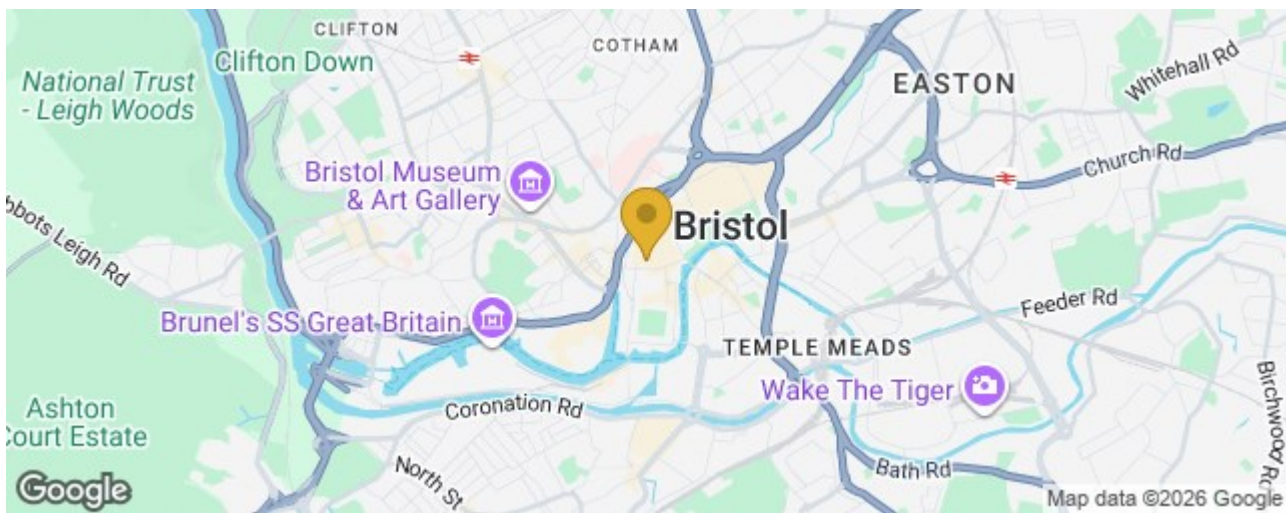 CLIFTON
Clifton Down
COTHAM
National Trust
- Leigh Woods
EASTON
Whitehall Rd
Church Rd
Bristol Museum
& Art Gallery
Bristol
bbots Leigh Rd
Feeder Rd
Brunel's SS Great Britain
TEMPLE MEADS
Wake The Tiger
Birchwood Rd
Ashton
Court Estate
Coronation Rd
North St
Bath Rd
Google
Map data ©2026 Google